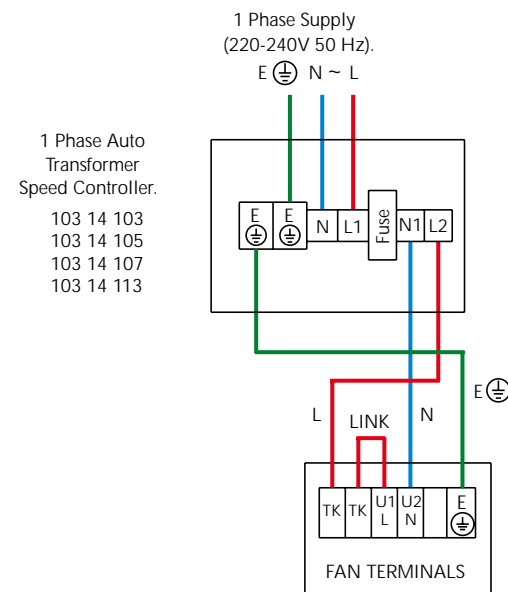 1 Phase Supply
(220-240V 50 Hz).
E N ~ L
1 Phase Auto
Transformer
Speed Controller.
103 14 103
103 14 105
103 14 107
103 14 113
E E N L1 Fuse N1 L2
E
L LINK N
TK TK U1 U2 E
L N
FAN TERMINALS